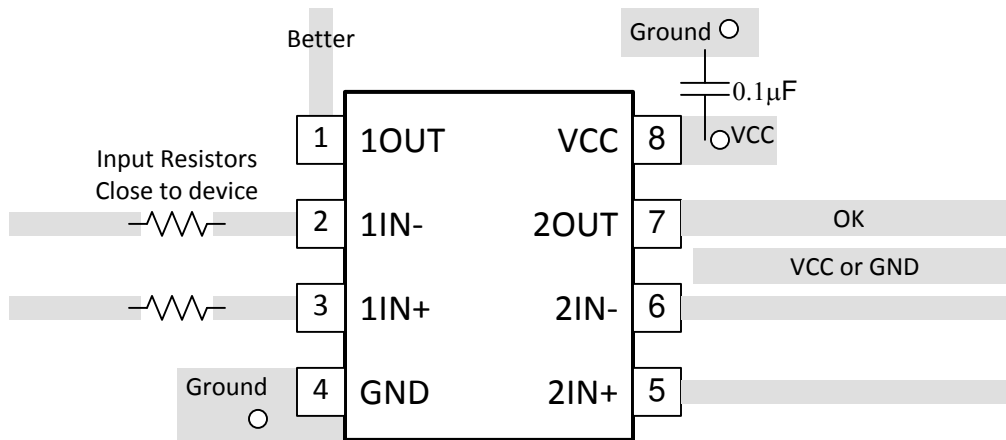 Better
Ground
0.1µF
1
1OUT
VCC
8
VCC
Input Resistors
Close to device
2
1IN-
2OUT
7
OK
VCC or GND
3
1IN+
2IN-
6
Ground
4
GND
2IN+
5